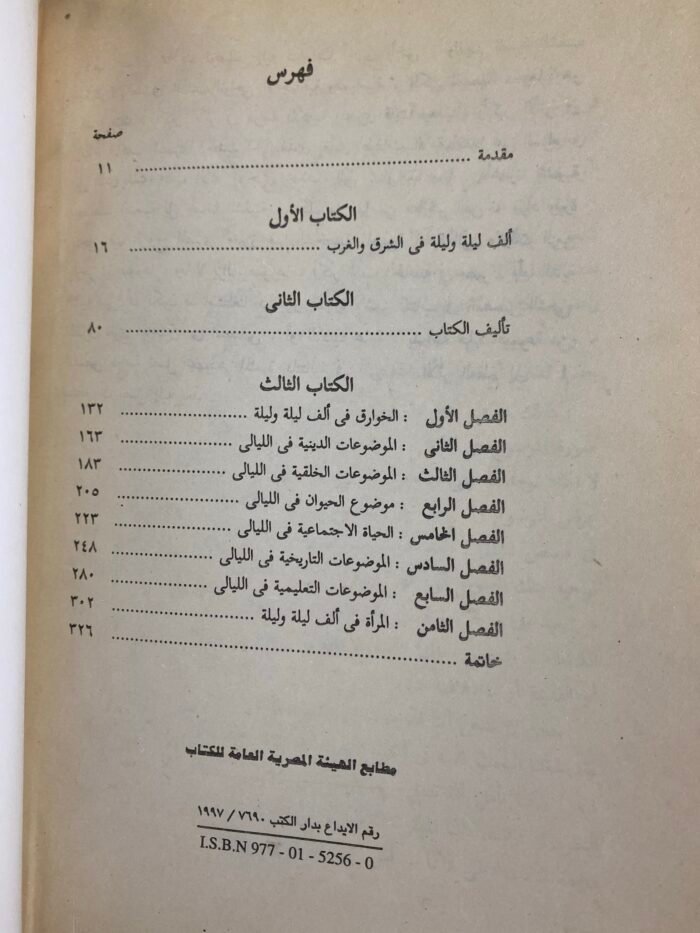 فهرس
صفحة
مقدمة ........................................ ١١
الكتاب الأول
ألف ليلة وليلة فى الشرق والغرب ........................ ١٦
الكتاب الثانى
تأليف الكتاب ........................................ ٨٠
الكتاب الثالث
الفصل الأول : الخوارق فى ألف ليلة وليلة ................ ١٣٢
الفصل الثانى : الموضوعات الدينية فى الليالى ................ ١٦٣
الفصل الثالث : الموضوعات الخلقية فى الليالى ................ ١٨٣
الفصل الرابع : موضوع الحيوان فى الليالى ................ ٢٠٥
الفصل الخامس : الحياة الاجتماعية فى الليالى ................ ٢٢٣
الفصل السادس : الموضوعات التاريخية فى الليالى ................ ٢٤٨
الفصل السابع : الموضوعات التعليمية فى الليالى ................ ٢٨٠
الفصل الثامن : المرأة فى ألف ليلة وليلة ................ ٣٠٢
خاتمة ........................................ ٣٢٦
مطابع الهيئة المصرية العامة للكتاب
رقم الايداع بدار الكتب ٧٦٩٠ / ١٩٩٧
I.S.B.N 977 - 01 - 5256 - 0